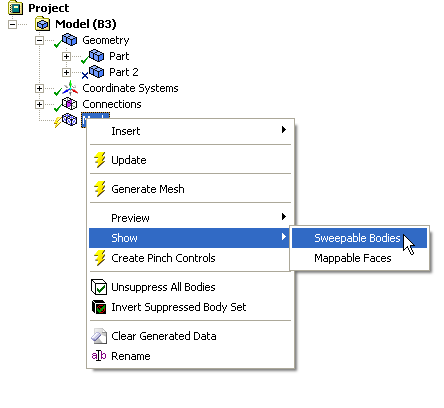 Project
Model (B3)
Geometry
Part
Part 2
Coordinate Systems
Connections
Insert
Update
Generate Mesh
Preview
Show
Sweepable Bodies
Create Pinch Controls
Mappable Faces
Unsuppress All Bodies
Invert Suppressed Body Set
Clear Generated Data
a|b Rename